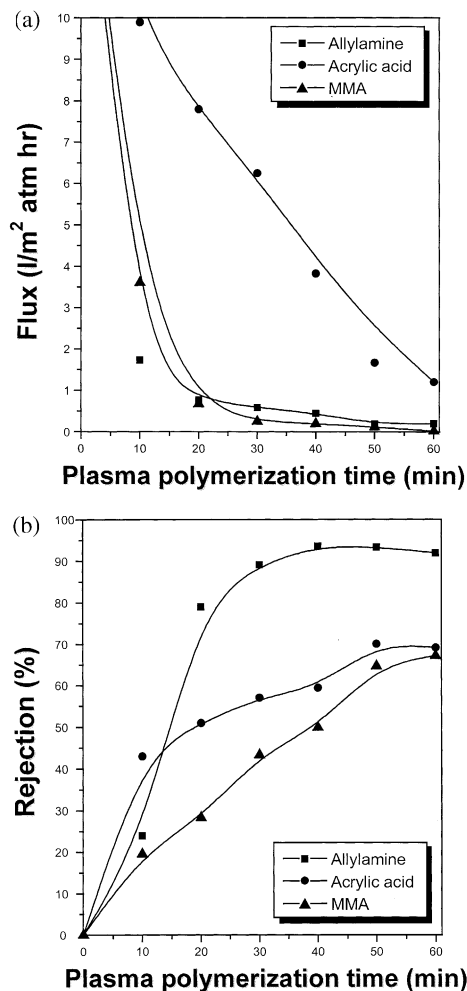 (a)
10
9
8
7
6
5
4
3
2
1
0
Flux (l/m² atm hr)
Allylamine
Acrylic acid
MMA
0 10 20 30 40 50 60
Plasma polymerization time (min)
(b)
100
90
80
70
60
50
40
30
20
10
0
Rejection (%)
Allylamine
Acrylic acid
MMA
0 10 20 30 40 50 60
Plasma polymerization time (min)